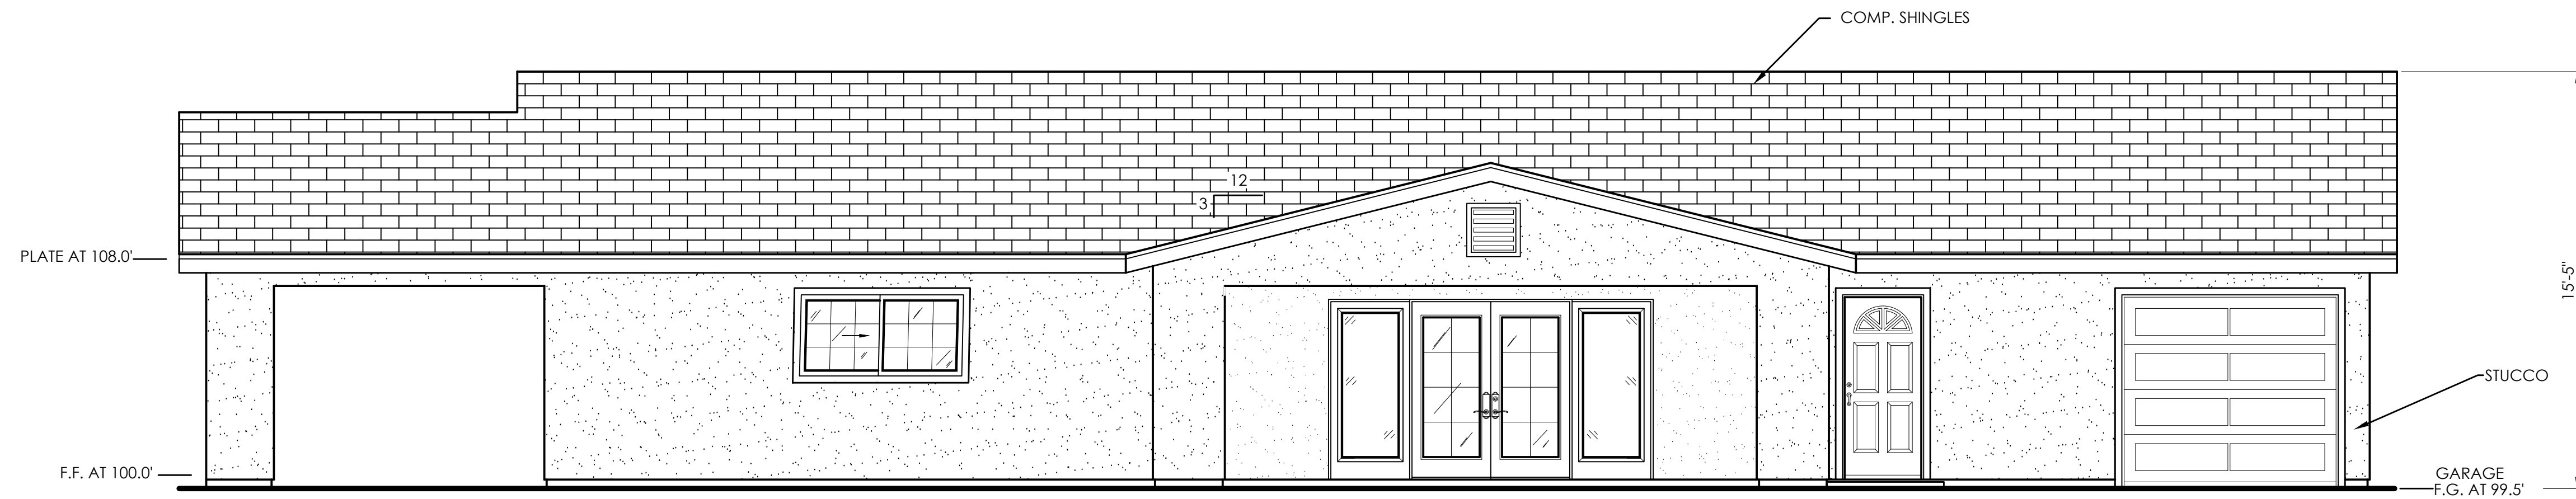 COMP. SHINGLES
12
3
PLATE AT 108.0'
15'-5"
STUCCO
F.F. AT 100.0'
GARAGE
F.G. AT 99.5'